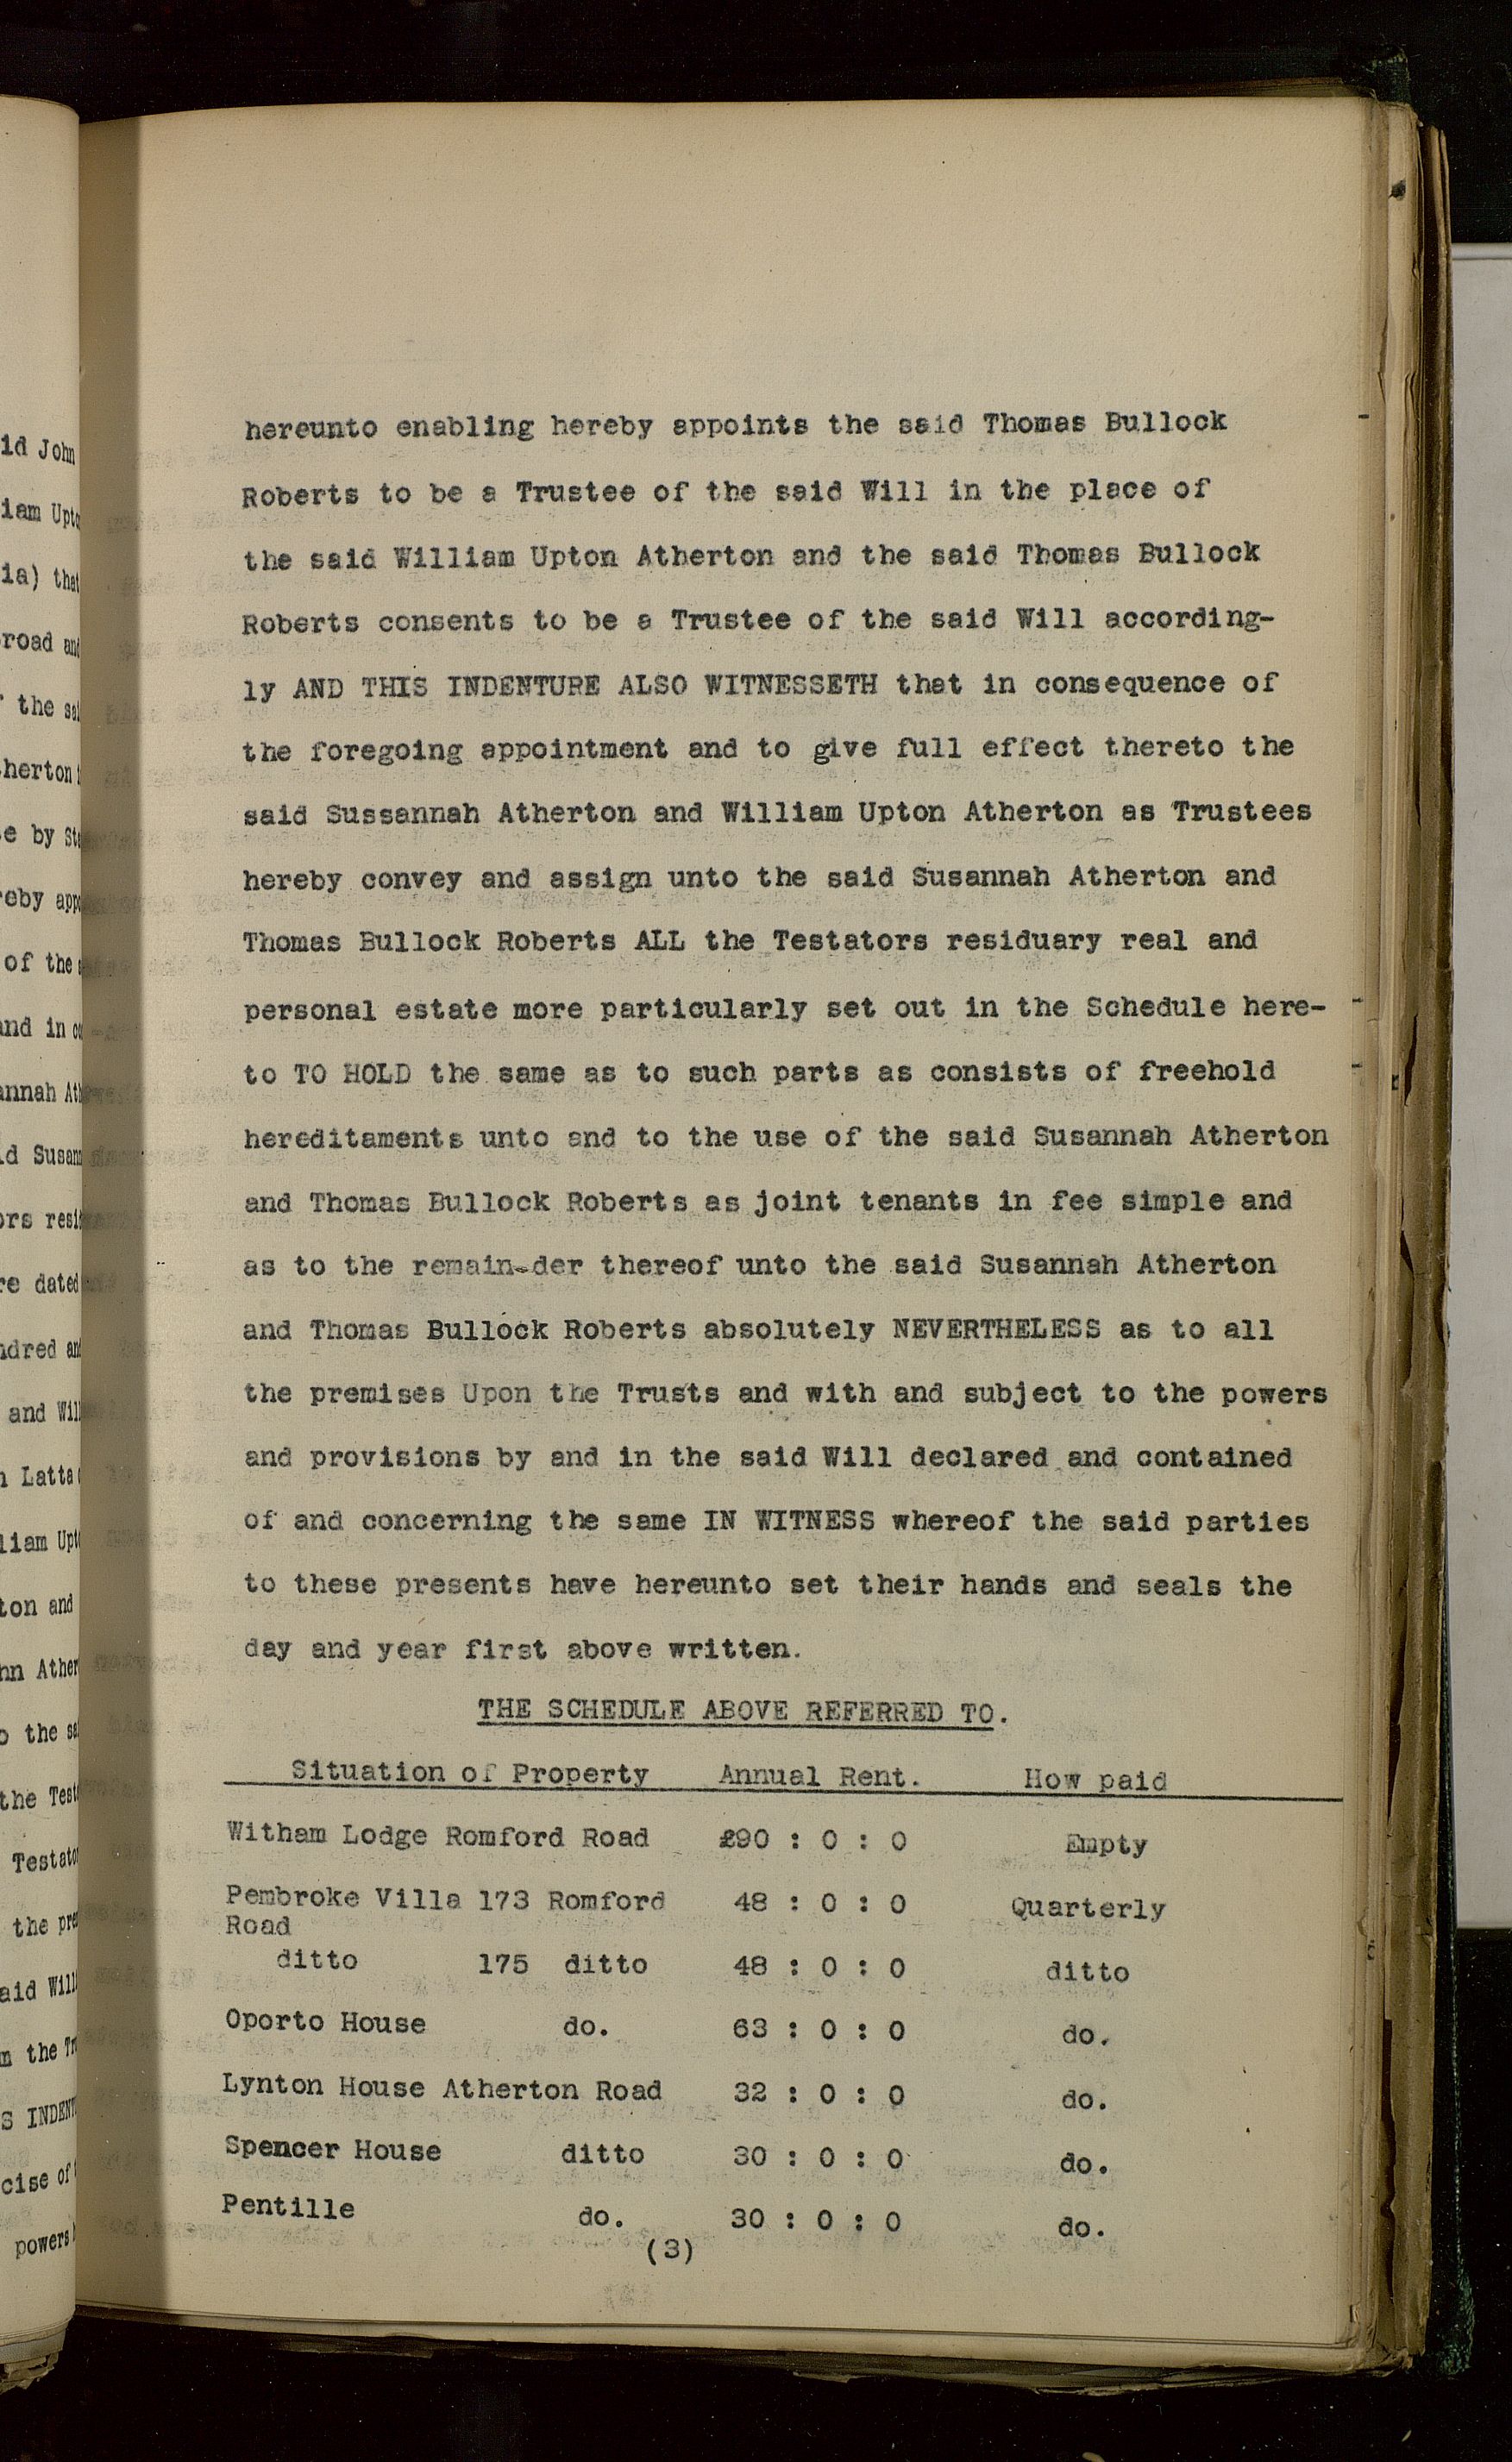 hereunto enabling hereby appoints the said Thomas Bullock
Roberts to be a Trustee of the said Will in the place of
the said William Upton Atherton and the said Thomas Bullock
Roberts consents to be a Trustee of the said Will according-
ly AND THIS INDENTURE ALSO WITNESSETH that in consequence of
the foregoing appointment and to give full effect thereto the
said Sussannah Atherton and William Upton Atherton as Trustees
hereby convey and assign unto the said Susannah Atherton and
Thomas Bullock Roberts ALL the Testators residuary real and
personal estate more particularly set out in the Schedule here-
to TO HOLD the same as to such parts as consists of freehold
hereditaments unto and to the use of the said Susannah Atherton
and Thomas Bullock Roberts as joint tenants in fee simple and
as to the remain-der thereof unto the said Susannah Atherton
and Thomas Bullock Roberts absolutely NEVERTHELESS as to all
the premises Upon the Trusts and with and subject to the powers
and provisions by and in the said Will declared and contained
of and concerning the same IN WITNESS whereof the said parties
to these presents have hereunto set their hands and seals the
day and year first above written.
THE SCHEDULE ABOVE REFERRED TO.
Situation of Property Annual Rent. How paid
Witham Lodge Romford Road £90 : 0 : 0 Empty
Pembroke Villa 173 Romford 48 : 0 : 0 Quarterly
Road
ditto 175 ditto 48 : 0 : 0 ditto
Oporto House do. 63 : 0 : 0 do.
Lynton House Atherton Road 32 : 0 : 0 do.
Spencer House ditto 30 : 0 : 0 do.
Pentille do. 30 : 0 : 0 do.
(3)